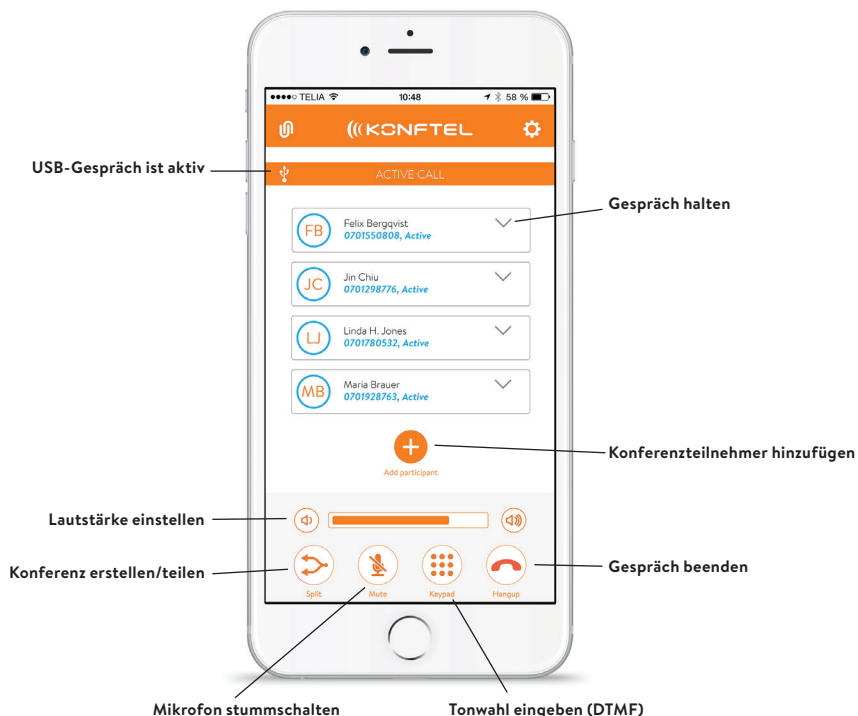 TELIA 10:48 58 %
KONFTEL
USB-Gespräch ist aktiv
ACTIVE CALL
Gespräch halten
FB
Felix Bergqvist
0701550808, Active
JC
Jin Chiu
0701298776, Active
LJ
Linda H. Jones
0701780532, Active
MB
Maria Brauer
0701928763, Active
Konferenzteilnehmer hinzufügen
Add participant
Lautstärke einstellen
Konferenz erstellen/teilen
Gespräch beenden
Split Mute Keypad Hangup
Mikrofon stummschalten
Tonwahl eingeben (DTMF)